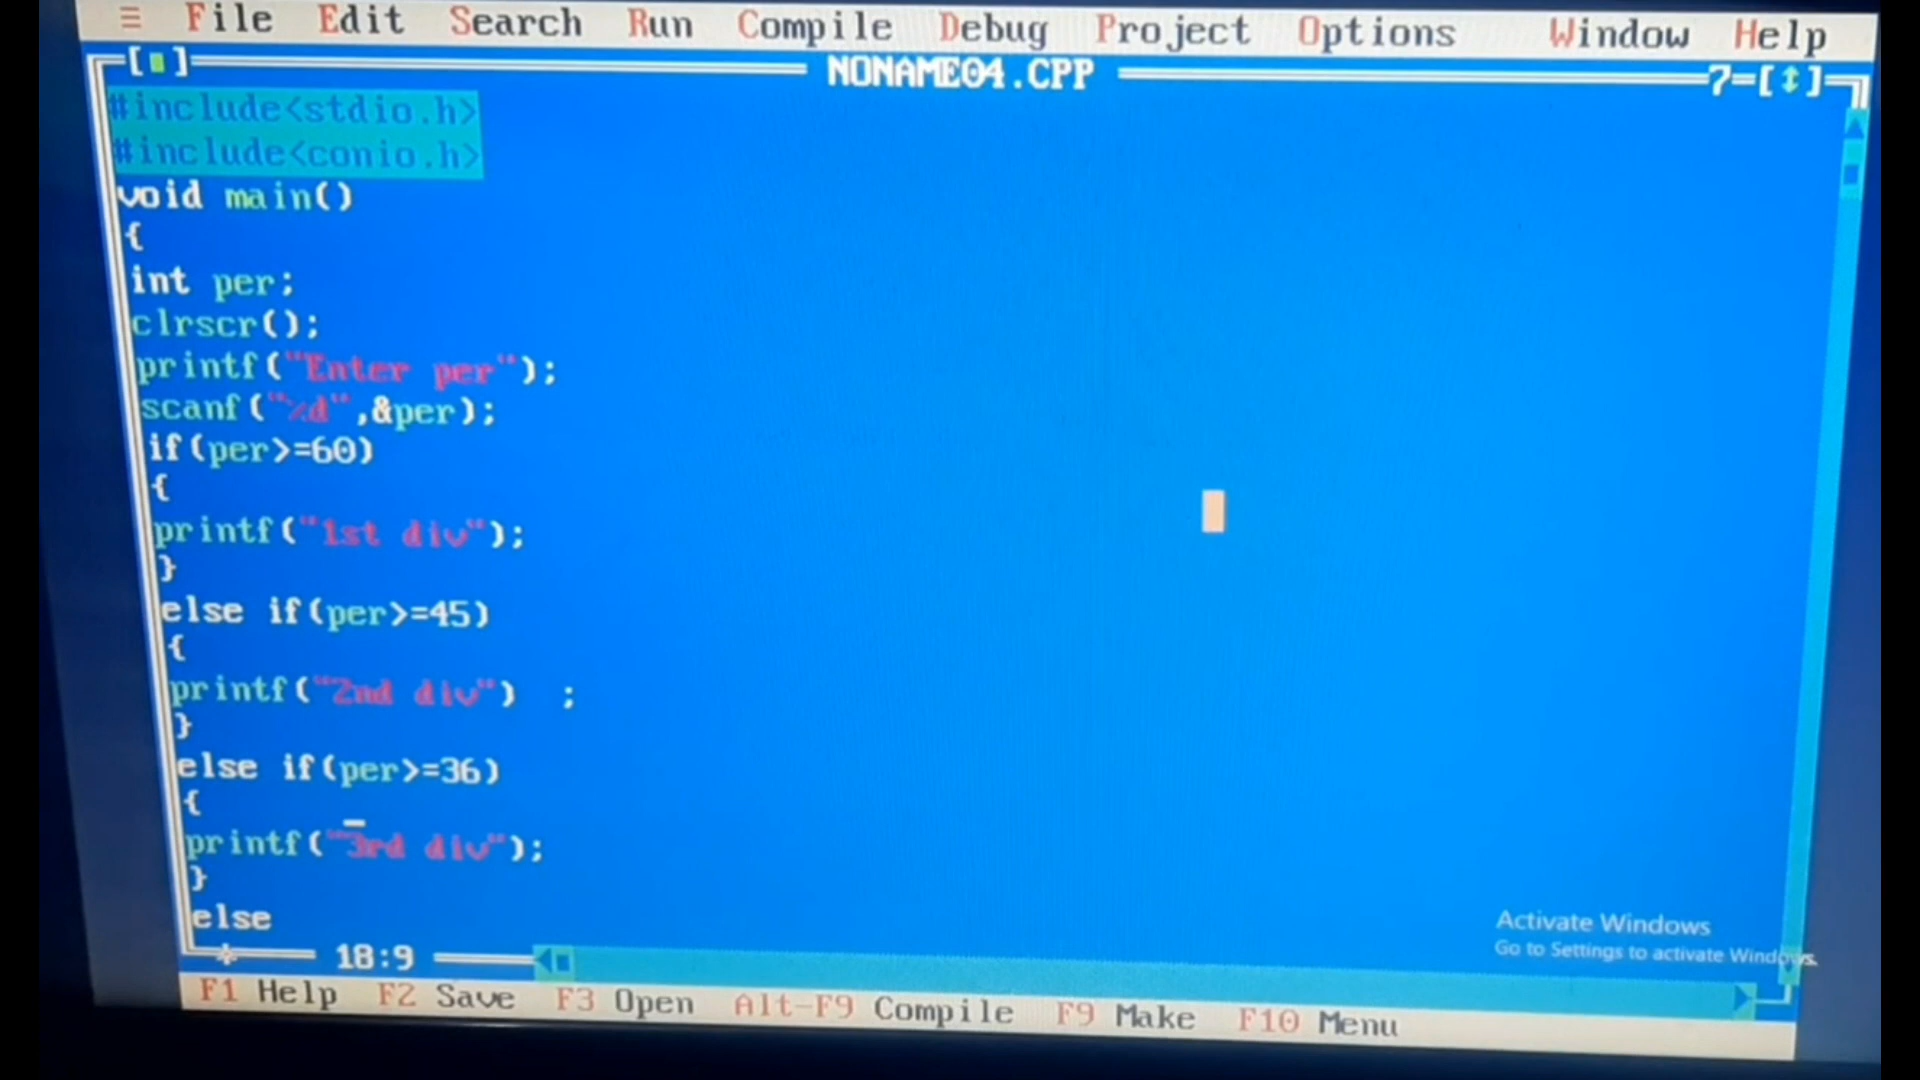 ≡ File Edit Search Run Compile Debug Project Options Window Help
[■] NONAME04.CPP 7=[↕]
#include<stdio.h>
#include<conio.h>
void main()
{
int per;
clrscr();
printf("Enter per");
scanf("%d",&per);
if(per>=60)
{
printf("1st div");
}
else if(per>=45)
{
printf("2nd div")  ;
}
else if(per>=36)
{
printf("3rd div");
}
else
18:9
Activate Windows
Go to Settings to activate Windows.
F1 Help F2 Save F3 Open Alt-F9 Compile F9 Make F10 Menu